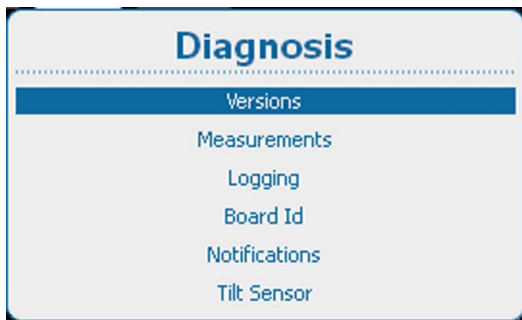 Diagnosis
Versions
Measurements
Logging
Board Id
Notifications
Tilt Sensor